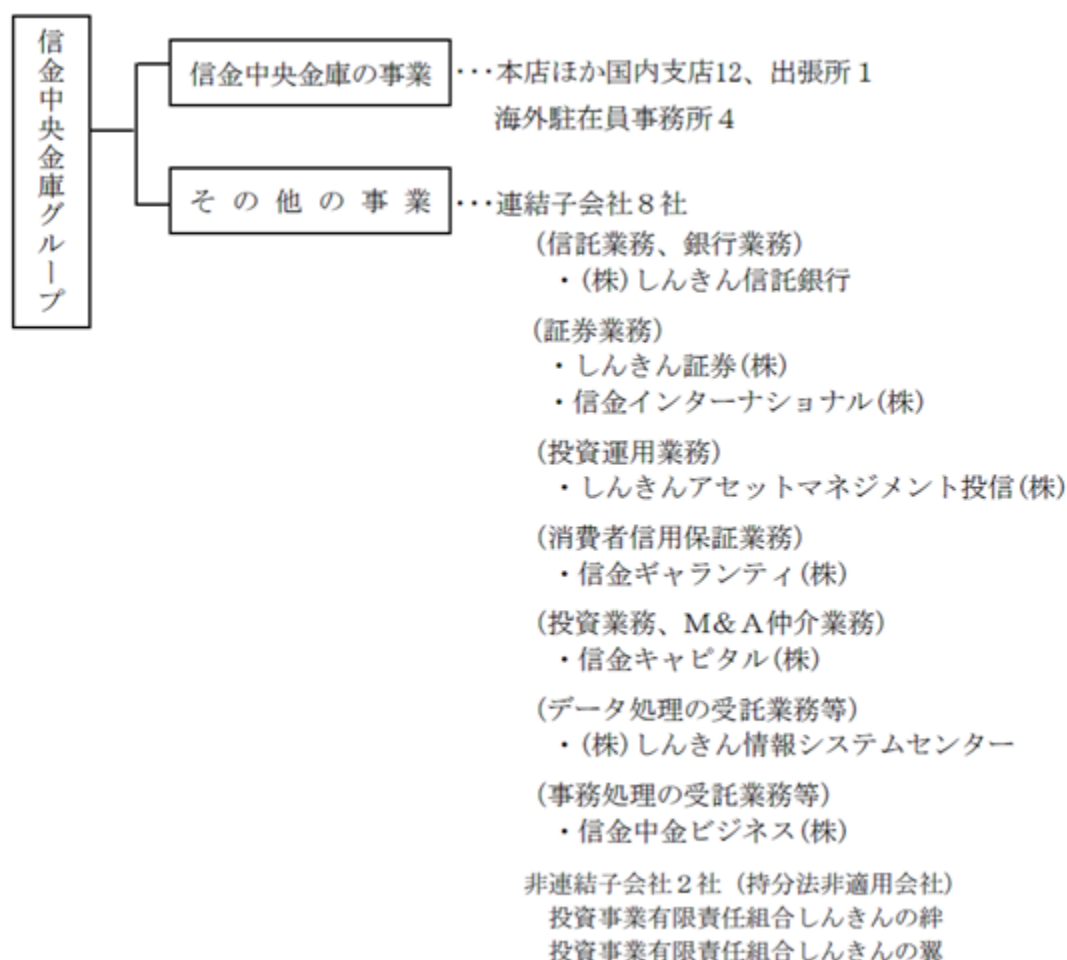 信金中央金庫グループ
信金中央金庫の事業 ･･･本店ほか国内支店12、出張所１
海外駐在員事務所４
そ の 他 の 事 業 ･･･連結子会社８社
(信託業務、銀行業務)
・(株)しんきん信託銀行
(証券業務)
・しんきん証券(株)
・信金インターナショナル(株)
(投資運用業務)
・しんきんアセットマネジメント投信(株)
(消費者信用保証業務)
・信金ギャランティ(株)
(投資業務、M&A仲介業務)
・信金キャピタル(株)
(データ処理の受託業務等)
・(株)しんきん情報システムセンター
(事務処理の受託業務等)
・信金中金ビジネス(株)
非連結子会社２社（持分法非適用会社）
投資事業有限責任組合しんきんの絆
投資事業有限責任組合しんきんの翼